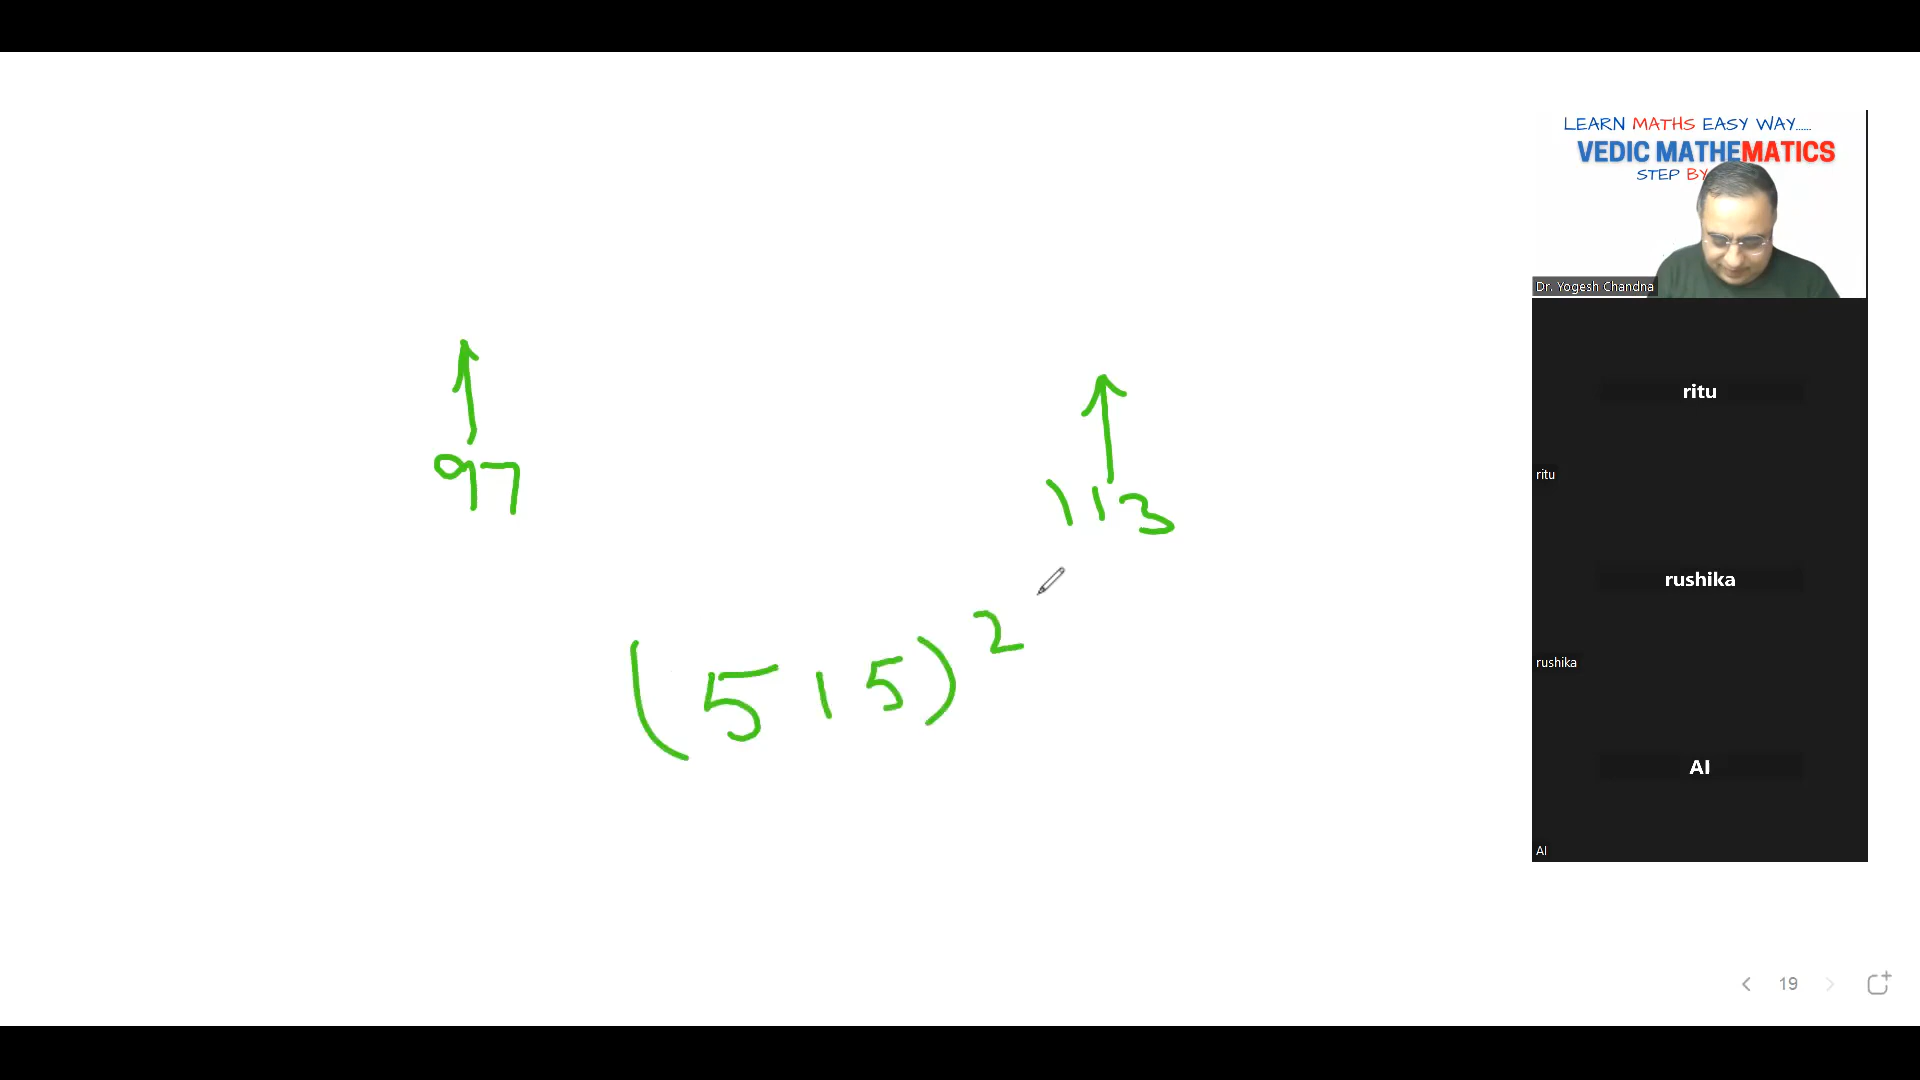 LEARN MATHS EASY WAY......
VEDIC MATHEMATICS
STEP BY
Dr. Yogesh Chandna
97
113
(515)²
ritu
ritu
rushika
rushika
AI
AI
19